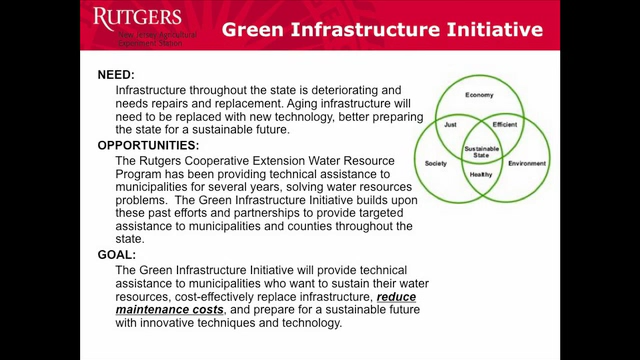 RUTGERS
New Jersey Agricultural
Experiment Station
Green Infrastructure Initiative
NEED:
Infrastructure throughout the state is deteriorating and
needs repairs and replacement. Aging infrastructure will
need to be replaced with new technology, better preparing
the state for a sustainable future.
OPPORTUNITIES:
The Rutgers Cooperative Extension Water Resource
Program has been providing technical assistance to
municipalities for several years, solving water resources
problems. The Green Infrastructure Initiative builds upon
these past efforts and partnerships to provide targeted
assistance to municipalities and counties throughout the
state.
GOAL:
The Green Infrastructure Initiative will provide technical
assistance to municipalities who want to sustain their water
resources, cost-effectively replace infrastructure, reduce
maintenance costs, and prepare for a sustainable future
with innovative techniques and technology.
Economy
Just
Efficient
Sustainable
State
Society
Environment
Healthy